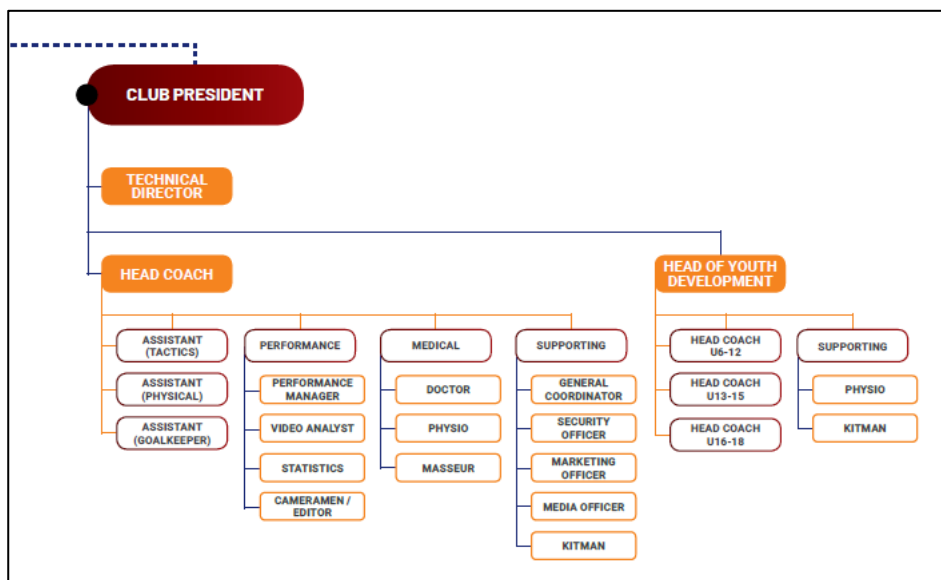 CLUB PRESIDENT
TECHNICAL
DIRECTOR
HEAD COACH
HEAD OF YOUTH
DEVELOPMENT
ASSISTANT
(TACTICS)
ASSISTANT
(PHYSICAL)
ASSISTANT
(GOALKEEPER)
PERFORMANCE
PERFORMANCE
MANAGER
VIDEO ANALYST
STATISTICS
CAMERAMEN /
EDITOR
MEDICAL
DOCTOR
PHYSIO
MASSEUR
SUPPORTING
GENERAL
COORDINATOR
SECURITY
OFFICER
MARKETING
OFFICER
MEDIA OFFICER
KITMAN
HEAD COACH
U6-12
HEAD COACH
U13-15
HEAD COACH
U16-18
SUPPORTING
PHYSIO
KITMAN